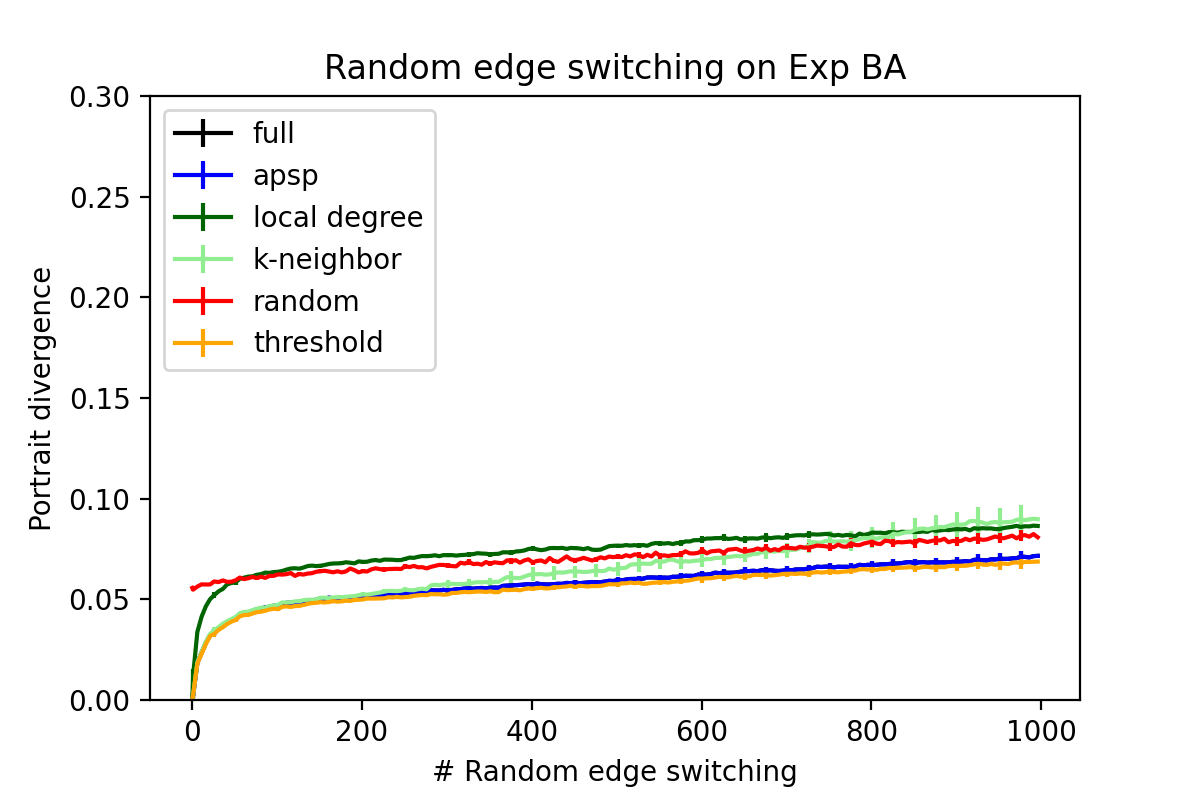 Random edge switching on Exp BA
0.30
0.25
0.20
0.15
0.10
0.05
0.00
Portrait divergence
full
apsp
local degree
k-neighbor
random
threshold
0 200 400 600 800 1000
# Random edge switching